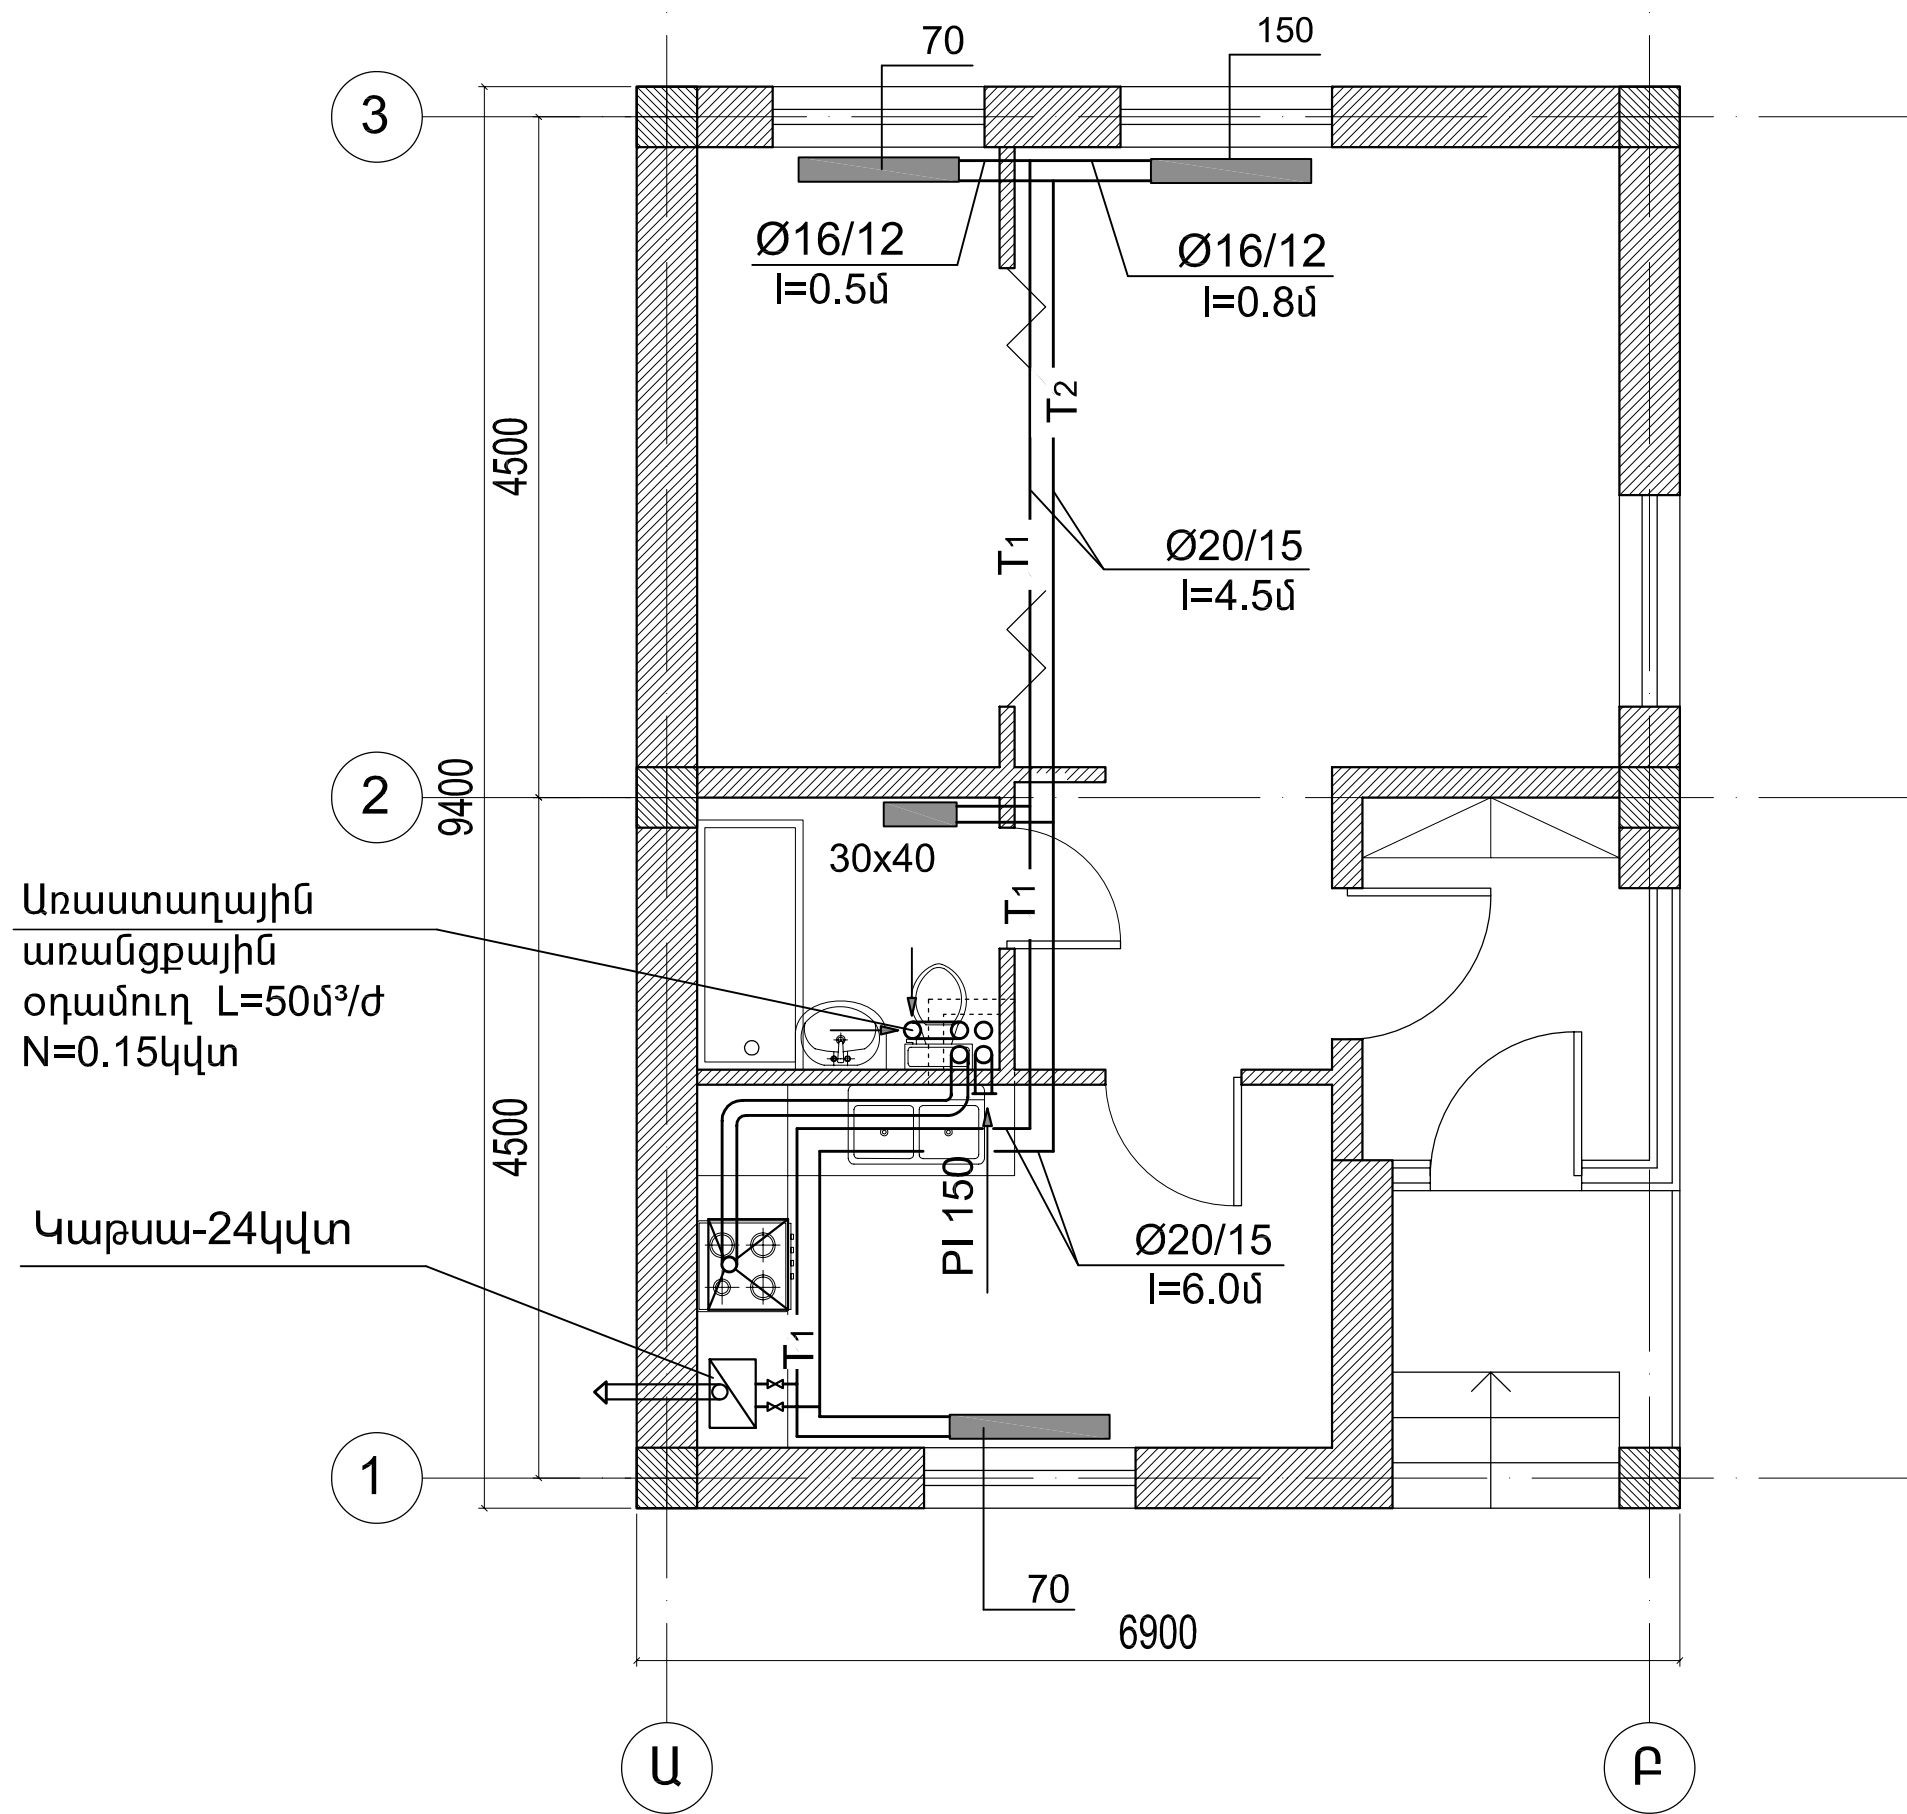 70
150
3
Ø16/12
l=0.5մ
Ø16/12
l=0.8մ
T2
4500
T1
Ø20/15
l=4.5մ
2
9400
30x40
T1
Առաստաղային
առանցքային
օդամուղ L=50մ³/ժ
N=0.15կվտ
4500
PI 150
Կաթսա-24կվտ
Ø20/15
l=6.0մ
T1
1
70
6900
Ա
Բ